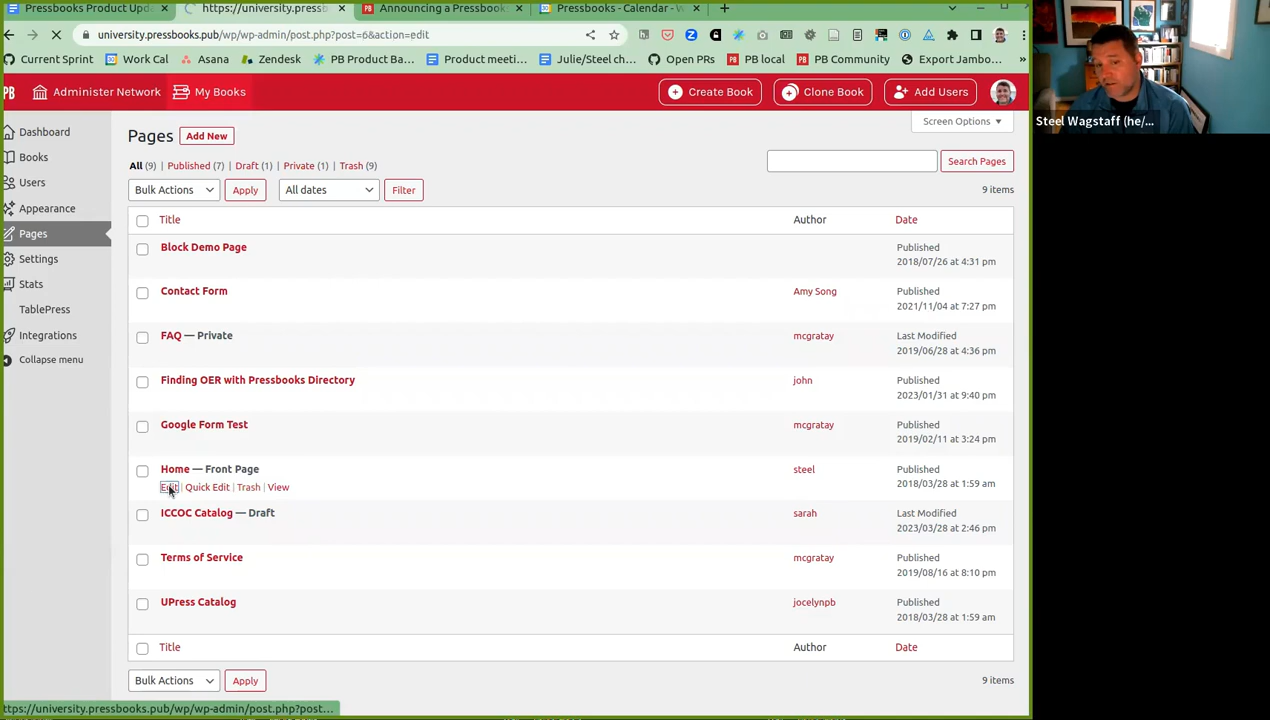 Pressbooks Product Upda
https://university.pressb
Announcing a Pressbook
Pressbooks - Calendar - W
university.pressbooks.pub/wp/wp-admin/post.php?post=6&action=edit
Current Sprint
Work Cal
Asana
Zendesk
PB Product Ba...
Product meeti...
Julie/Steel ch...
Open PRs
PB local
PB Community
Export Jambo...
PB
Administer Network
My Books
Create Book
Clone Book
Add Users
Steel Wagstaff (he/...
Dashboard
Books
Users
Appearance
Pages
Settings
Stats
TablePress
Integrations
Collapse menu
Pages
Add New
Screen Options
All (9) | Published (7) | Draft (1) | Private (1) | Trash (9)
Search Pages
Bulk Actions
Apply
All dates
Filter
9 items
Title
Author
Date
Block Demo Page
Published
2018/07/26 at 4:31 pm
Contact Form
Amy Song
Published
2021/11/04 at 7:27 pm
FAQ — Private
mcgratay
Last Modified
2019/06/28 at 4:36 pm
Finding OER with Pressbooks Directory
john
Published
2023/01/31 at 9:40 pm
Google Form Test
mcgratay
Published
2019/02/11 at 3:24 pm
Home — Front Page
Edit | Quick Edit | Trash | View
steel
Published
2018/03/28 at 1:59 am
ICCOC Catalog — Draft
sarah
Last Modified
2023/03/28 at 2:46 pm
Terms of Service
mcgratay
Published
2019/08/16 at 8:10 pm
UPress Catalog
jocelynpb
Published
2018/03/28 at 1:59 am
Title
Author
Date
Bulk Actions
Apply
9 items
ttps://university.pressbooks.pub/wp/wp-admin/post.php?post...